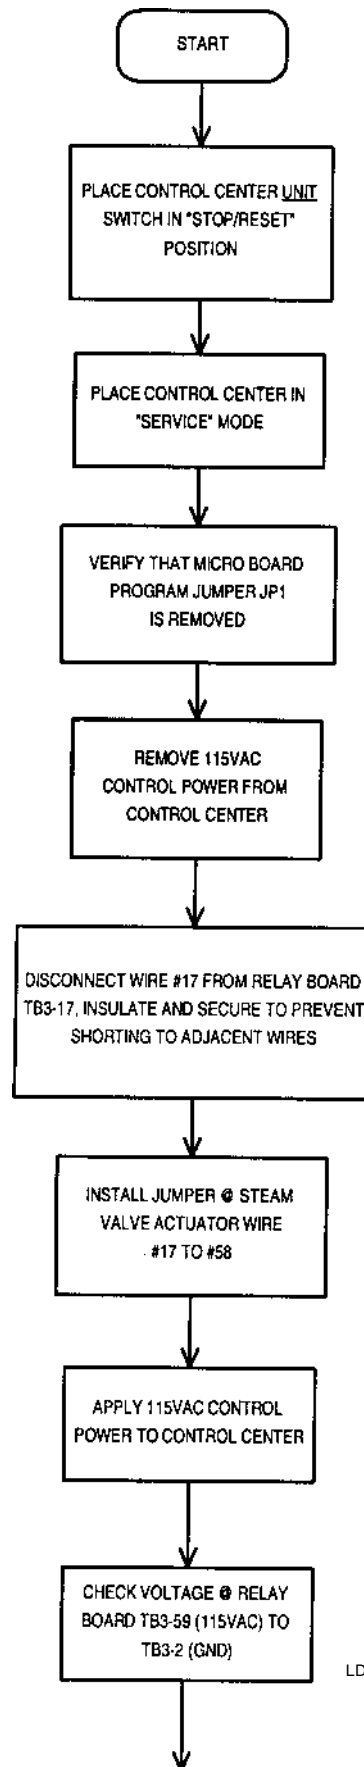 START
PLACE CONTROL CENTER UNIT
SWITCH IN "STOP/RESET"
POSITION
PLACE CONTROL CENTER IN
"SERVICE" MODE
VERIFY THAT MICRO BOARD
PROGRAM JUMPER JP1
IS REMOVED
REMOVE 115VAC
CONTROL POWER FROM
CONTROL CENTER
DISCONNECT WIRE #17 FROM RELAY BOARD
TB3-17, INSULATE AND SECURE TO PREVENT
SHORTING TO ADJACENT WIRES
INSTALL JUMPER @ STEAM
VALVE ACTUATOR WIRE
#17 TO #58
APPLY 115VAC CONTROL
POWER TO CONTROL CENTER
CHECK VOLTAGE @ RELAY
BOARD TB3-59 (115VAC) TO
TB3-2 (GND)
LD